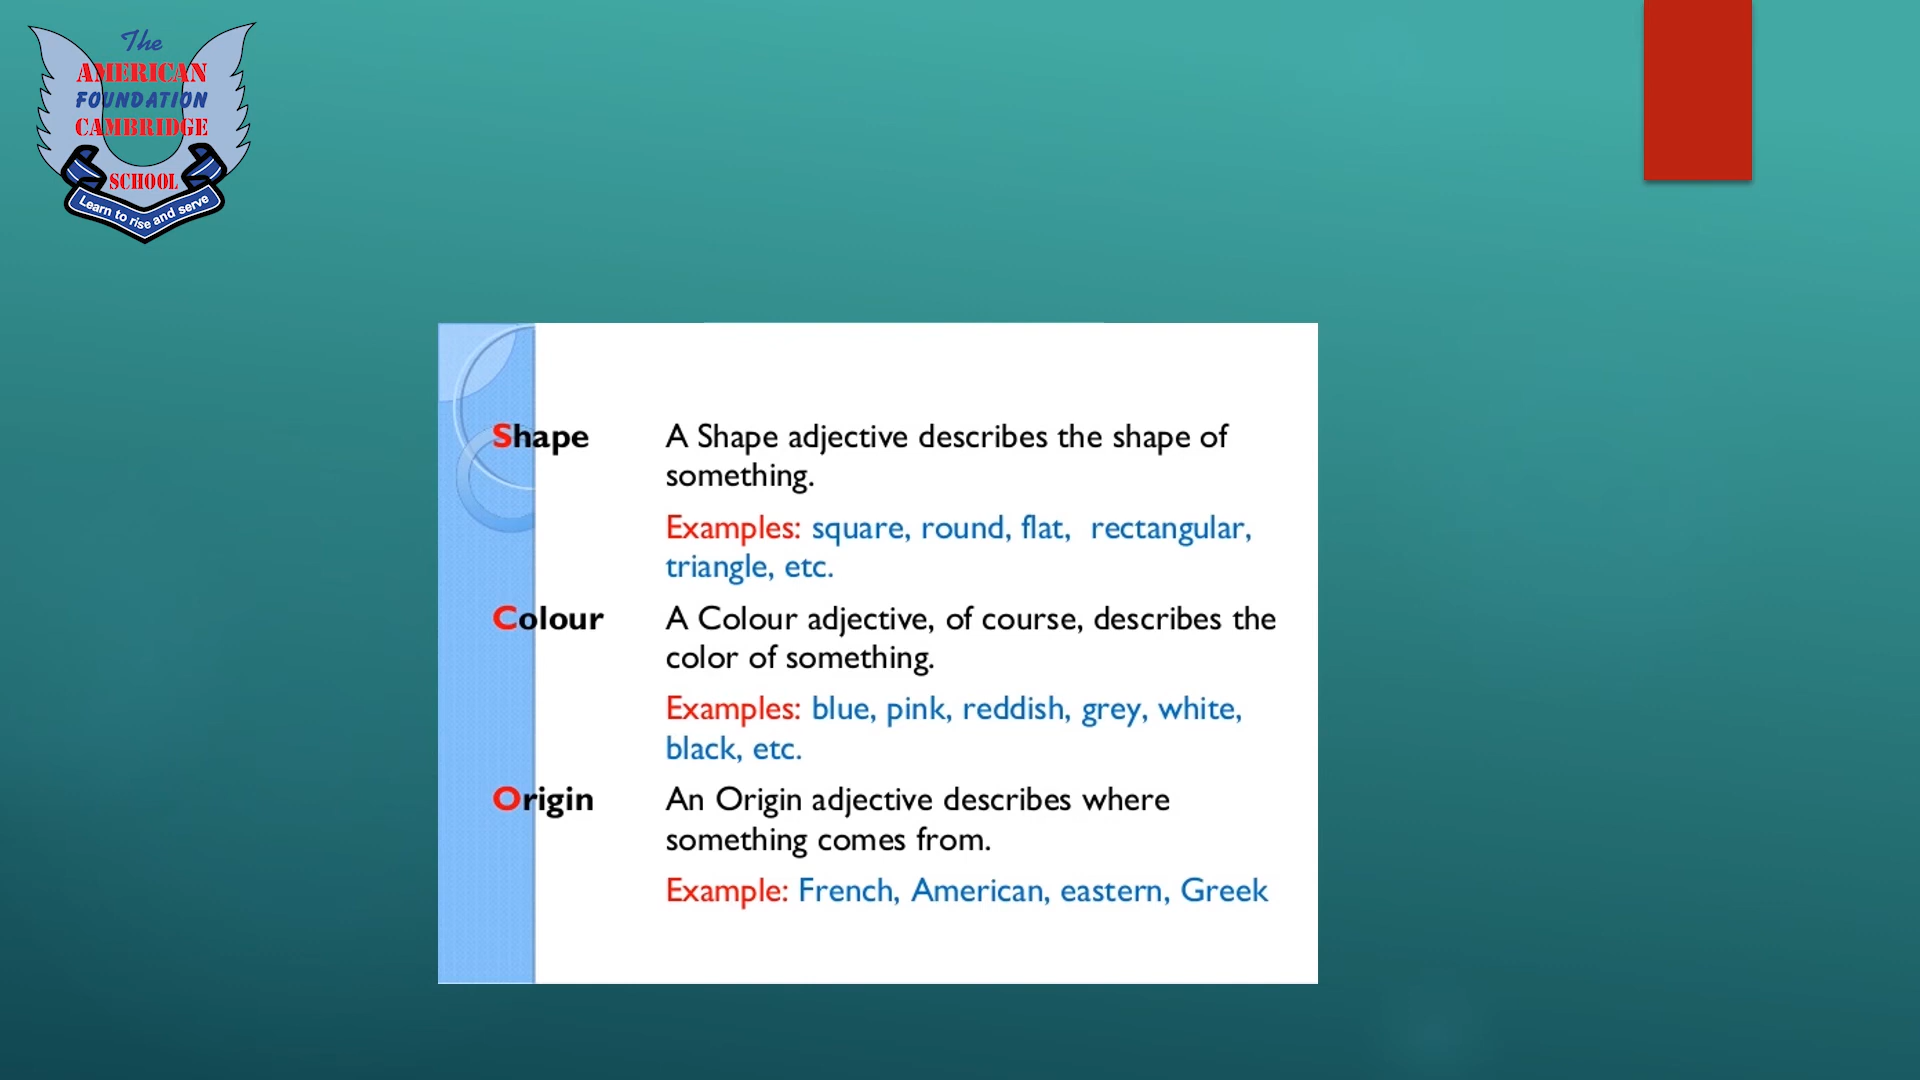 The
AMERICAN
FOUNDATION
CAMBRIDGE
SCHOOL
Learn to rise and serve
Shape A Shape adjective describes the shape of
something.
Examples: square, round, flat, rectangular,
triangle, etc.
Colour A Colour adjective, of course, describes the
color of something.
Examples: blue, pink, reddish, grey, white,
black, etc.
Origin An Origin adjective describes where
something comes from.
Example: French, American, eastern, Greek